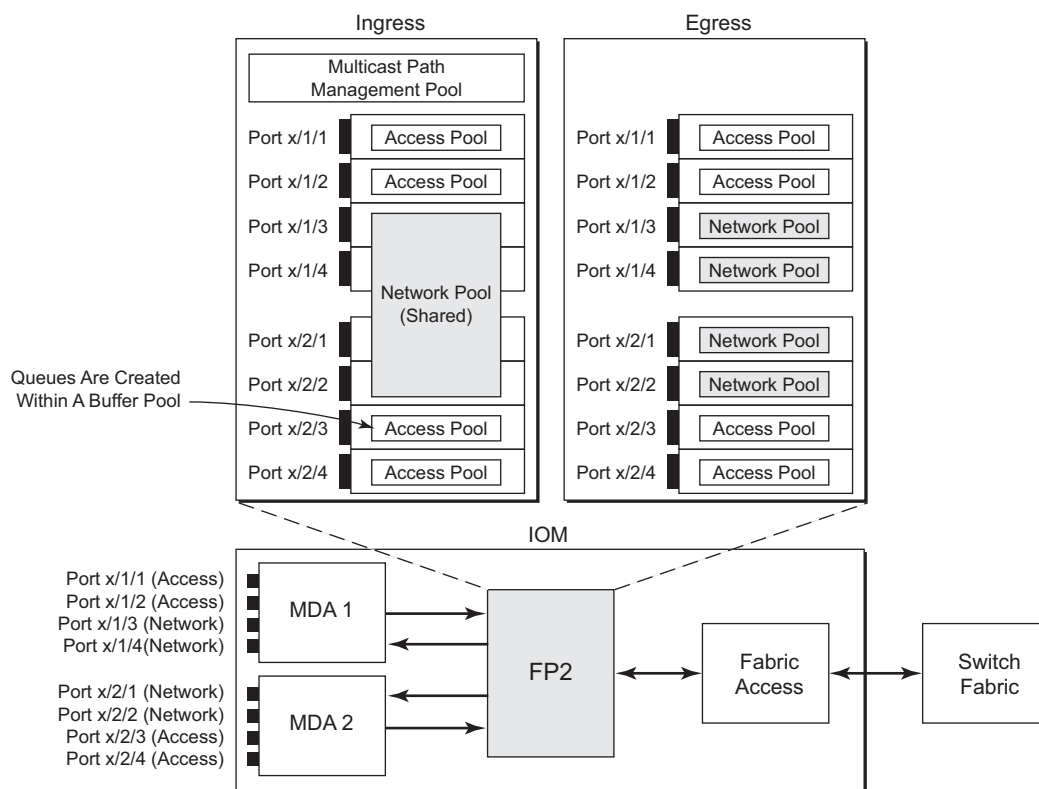 Ingress
Multicast Path
Management Pool
Port x/1/1
Access Pool
Port x/1/2
Access Pool
Port x/1/3
Port x/1/4
Network Pool
(Shared)
Port x/2/1
Port x/2/2
Queues Are Created
Within A Buffer Pool
Port x/2/3
Access Pool
Port x/2/4
Access Pool
Egress
Port x/1/1
Access Pool
Port x/1/2
Access Pool
Port x/1/3
Network Pool
Port x/1/4
Network Pool
Port x/2/1
Network Pool
Port x/2/2
Network Pool
Port x/2/3
Access Pool
Port x/2/4
Access Pool
IOM
Port x/1/1 (Access)
Port x/1/2 (Access)
Port x/1/3 (Network)
Port x/1/4(Network)
MDA 1
Port x/2/1 (Network)
Port x/2/2 (Network)
Port x/2/3 (Access)
Port x/2/4 (Access)
MDA 2
FP2
Fabric
Access
Switch
Fabric